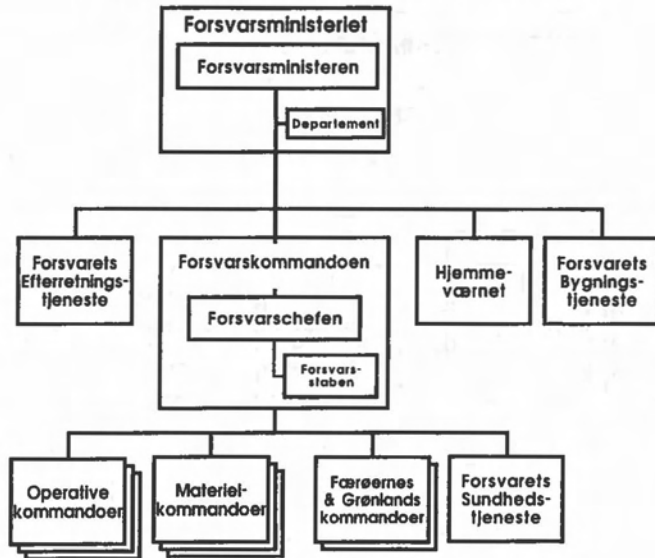 Forsvarsministeriet
Forsvarsministeren
Departement
Forsvarets
Efterretnings-
tjeneste
Forsvarskommandoen
Forsvarschefen
Forsvars-
staben
Hjemme-
værnet
Forsvarets
Bygnings-
tjeneste
Operative
kommandoer
Materiel-
kommandoer
Færøernes
& Grønlands
kommandoer
Forsvarets
Sundheds-
tjeneste